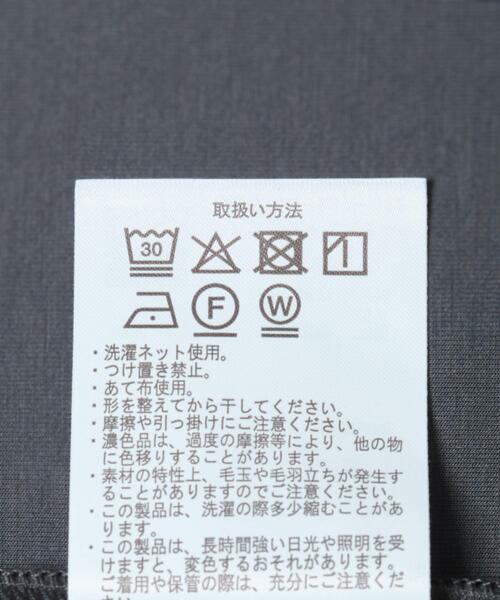 取扱い方法
30
F
W
・洗濯ネット使用。
・つけ置き禁止。
・あて布使用。
・形を整えてから干してください。
・摩擦や引っ掛けにご注意ください。
・濃色品は、過度の摩擦等により、他の物
に色移りすることがあります。
・素材の特性上、毛玉や毛羽立ちが発生す
ることがありますのでご注意ください。
・この製品は、洗濯の際多少縮むことがあ
ります。
・この製品は、長時間強い日光や照明を受
けますと、変色するおそれがあります。
ご着用や保管の際は、充分にご注意くだ